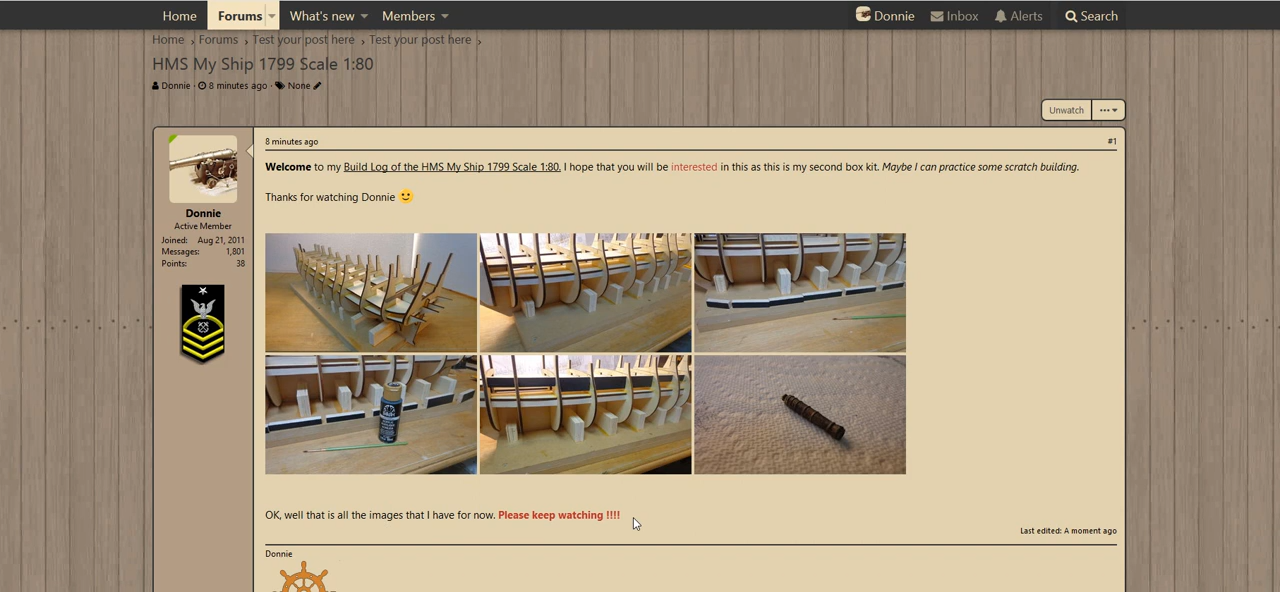 Home Forums What's new Members Donnie Inbox Alerts Search
Home › Forums › Test your post here › Test your post here ›
HMS My Ship 1799 Scale 1:80
Donnie · 8 minutes ago · None
Unwatch
8 minutes ago #1
Welcome to my Build Log of the HMS My Ship 1799 Scale 1:80. I hope that you will be interested in this as this is my second box kit. Maybe I can practice some scratch building.
Thanks for watching Donnie
Donnie
Active Member
Joined: Aug 21, 2011
Messages: 1,801
Points: 38
OK, well that is all the images that I have for now. Please keep watching !!!!
Last edited: A moment ago
Donnie